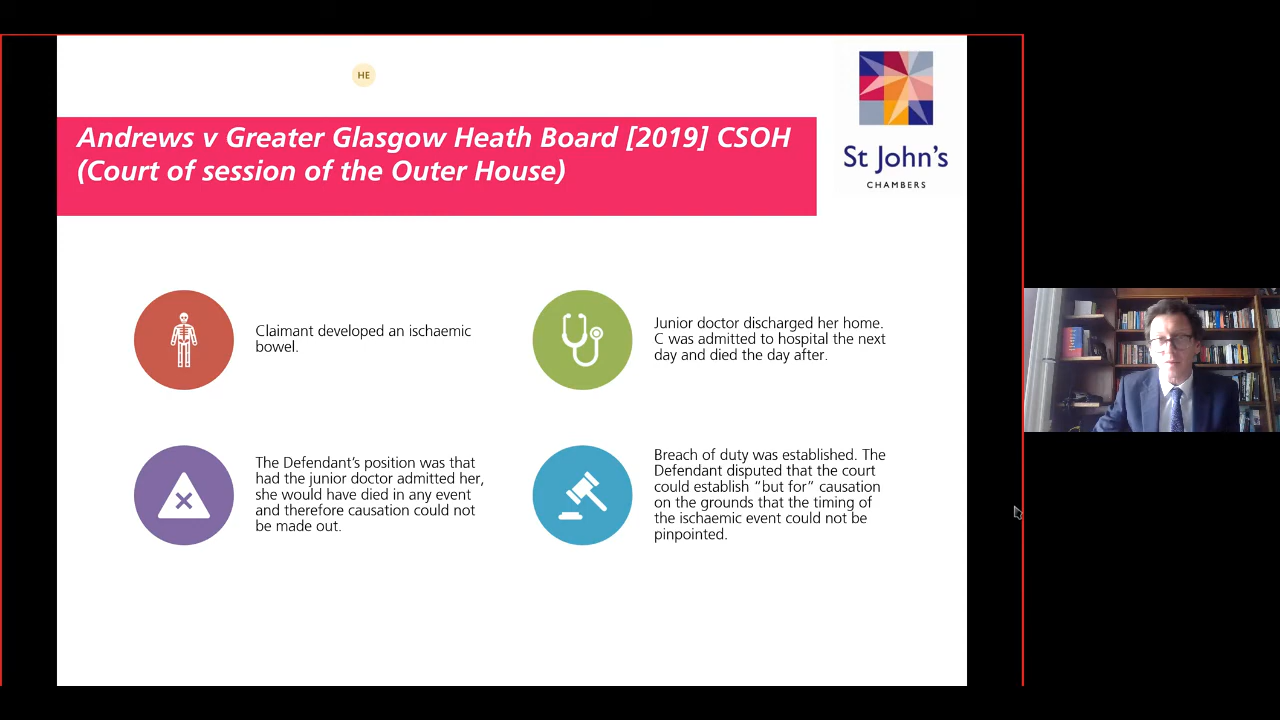 HE
Andrews v Greater Glasgow Heath Board [2019] CSOH
(Court of session of the Outer House)
St John's
CHAMBERS
Claimant developed an ischaemic
bowel.
Junior doctor discharged her home.
C was admitted to hospital the next
day and died the day after.
The Defendant's position was that
had the junior doctor admitted her,
she would have died in any event
and therefore causation could not
be made out.
Breach of duty was established. The
Defendant disputed that the court
could establish “but for” causation
on the grounds that the timing of
the ischaemic event could not be
pinpointed.